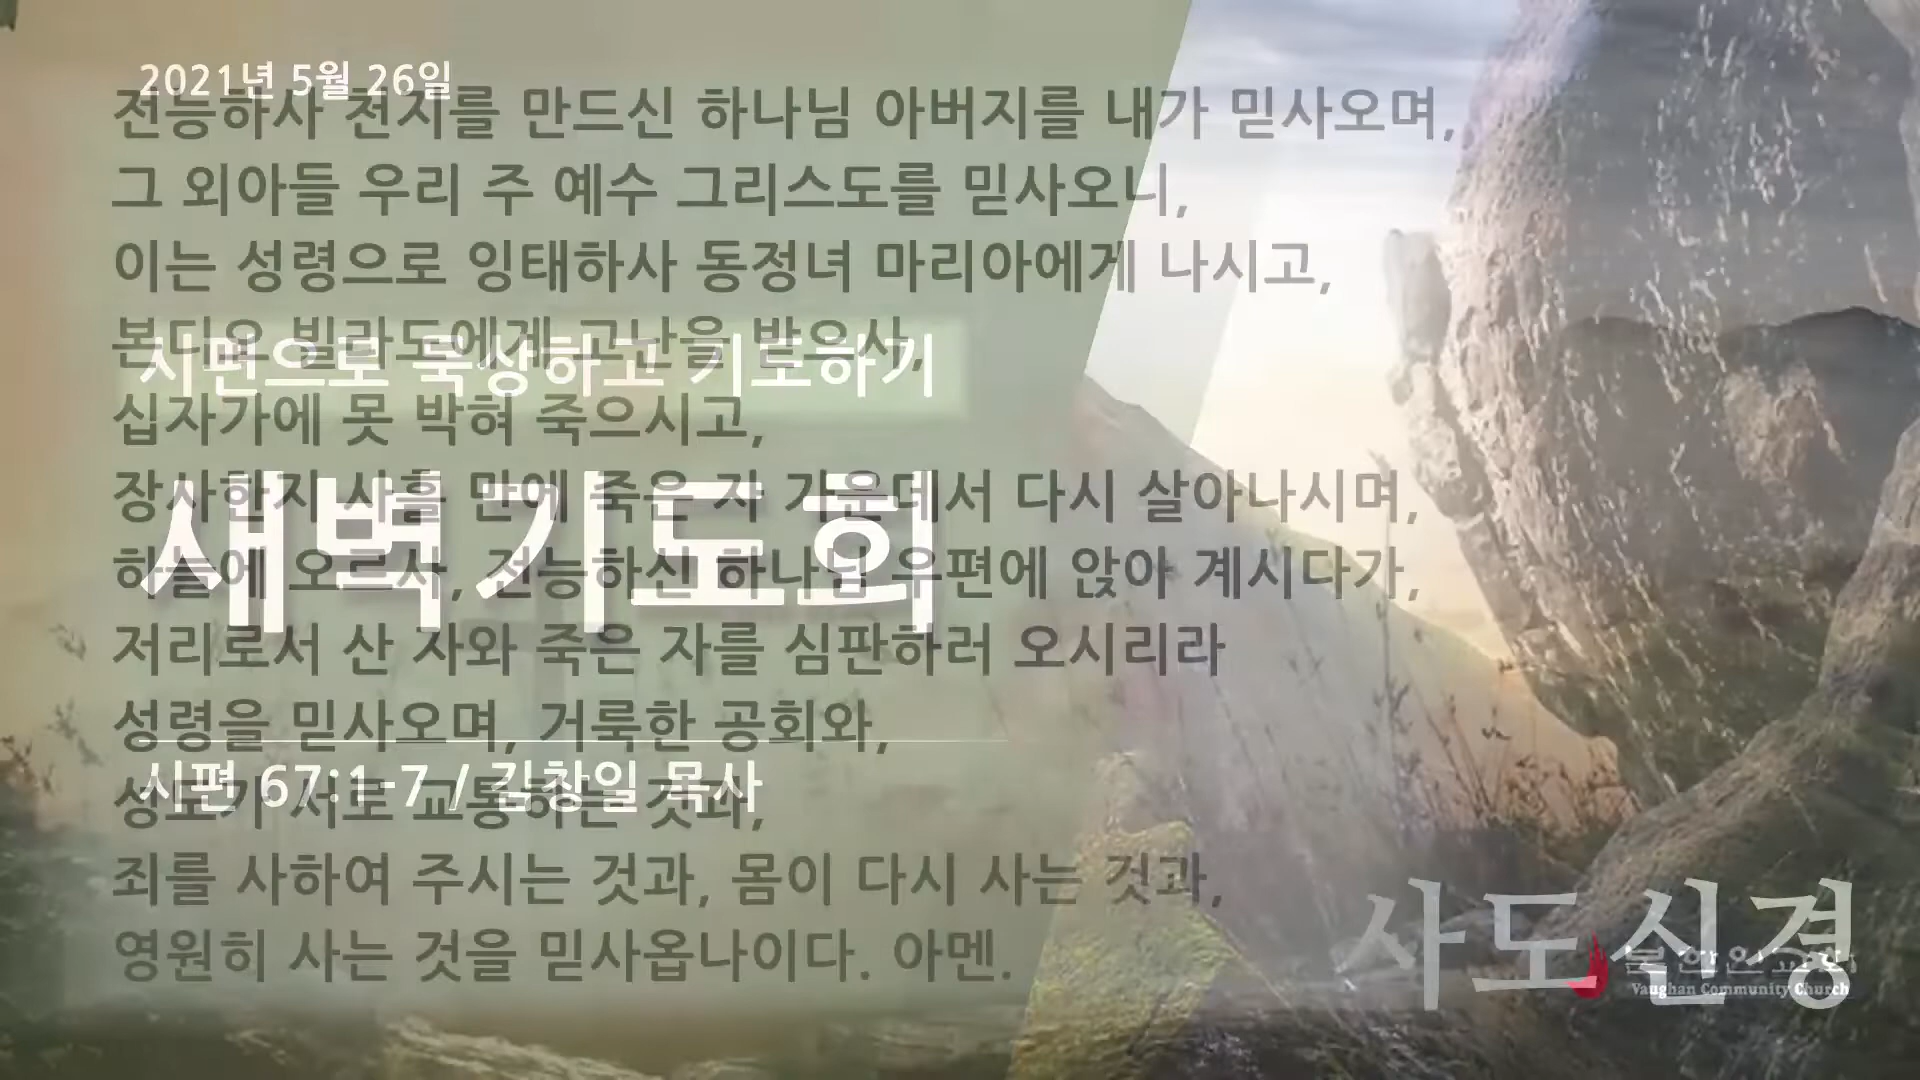 2021년 5월 26일
전능하사 천지를 만드신 하나님 아버지를 내가 믿사오며,
그 외아들 우리 주 예수 그리스도를 믿사오니,
이는 성령으로 잉태하사 동정녀 마리아에게 나시고,
본디오 빌라도에게 고난을 받으사,
시편으로 묵상하고 기도하기
십자가에 못 박혀 죽으시고,
장사한지 사흘 만에 죽은 자 가운데서 다시 살아나시며,
새벽기도회
하늘에 오르사, 전능하신 하나님 우편에 앉아 계시다가,
저리로서 산 자와 죽은 자를 심판하러 오시리라
성령을 믿사오며, 거룩한 공회와,
시편 67:1-7 / 김창일 목사
성도가 서로 교통하는 것과,
죄를 사하여 주시는 것과, 몸이 다시 사는 것과,
영원히 사는 것을 믿사옵나이다. 아멘.
사도신경
Vaughan Community Church